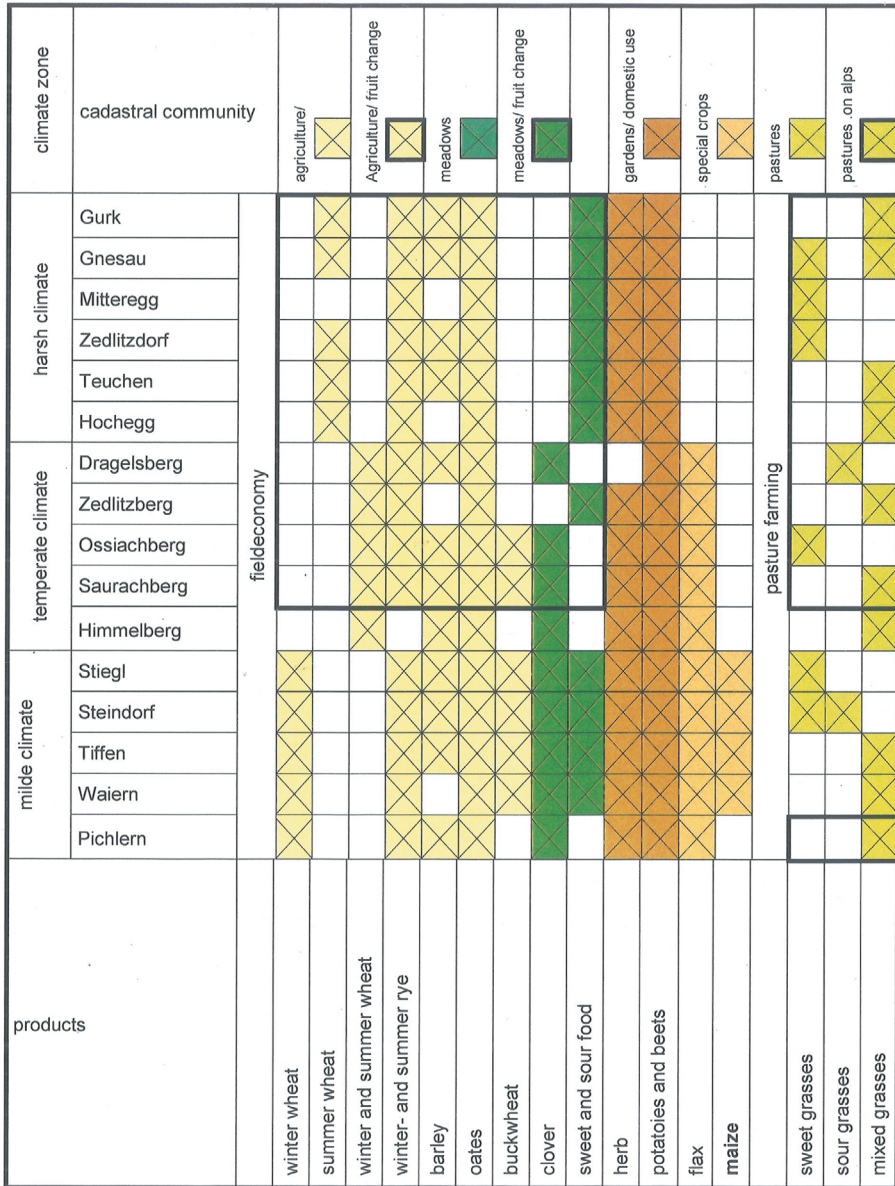 climate zone
cadastral community
agriculture/
Agriculture/ fruit change
meadows
meadows/ fruit change
gardens/ domestic use
special crops
pastures
pastures .on alps
harsh climate
Gurk
Gnesau
Mitteregg
Zedlitzdorf
Teuchen
Hochegg
temperate climate
Dragelsberg
Zedlitzberg
Ossiachberg
Saurachberg
Himmelberg
milde climate
Stiegl
Steindorf
Tiffen
Waiern
Pichlern
fieldeconomy
pasture farming
products
winter wheat
summer wheat
winter and summer wheat
winter- and summer rye
barley
oates
buckwheat
clover
sweet and sour food
herb
potatoies and beets
flax
maize
sweet grasses
sour grasses
mixed grasses